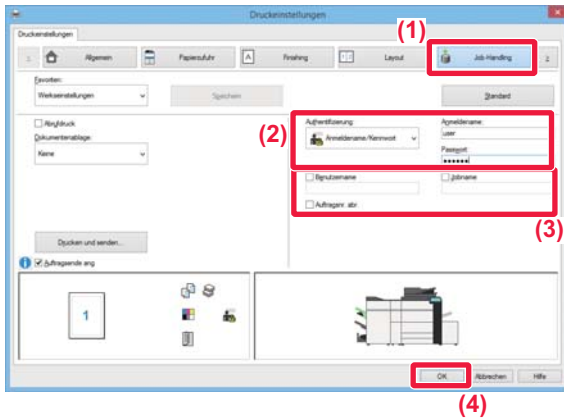 Druckeinstellungen
Druckeinstellungen
(1)
Allgemein Papierzufuhr Finishing Layout Job-Handling
Favoriten:
Werkseinstellungen Speichern Standard
Abrufdruck
Dokumentenablage:
Keine
(2)
Authentifizierung: Anmeldename:
Anmeldename/Kennwort user
Passwort:
••••••
Benutzername Jobname
Auftragsnr. abr
(3)
Drucken und senden...
Auftragsende ang
1
OK Abbrechen Hilfe
(4)